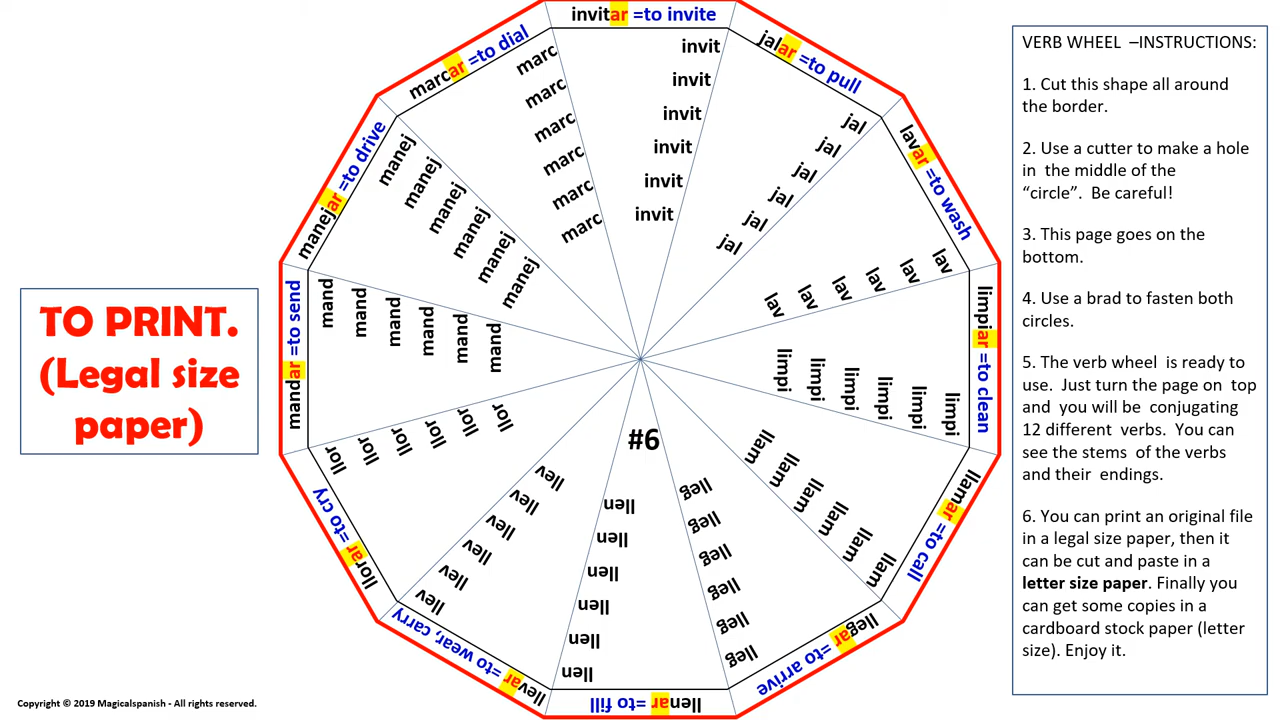 TO PRINT.
(Legal size
paper)
invitar =to invite
invit
invit
invit
invit
invit
invit
jalar =to pull
jal
jal
jal
jal
jal
jal
lavar =to wash
lav
lav
lav
lav
lav
lav
limpiar =to clean
limpi
limpi
limpi
limpi
limpi
limpi
llamar =to call
llam
llam
llam
llam
llam
llam
llegar =to arrive
lleg
lleg
lleg
lleg
lleg
lleg
llenar =to fill
llen
llen
llen
llen
llen
llen
llevar =to wear, carry
llev
llev
llev
llev
llev
llev
llorar =to cry
llor
llor
llor
llor
llor
llor
mandar =to send
mand
mand
mand
mand
mand
mand
manejar =to drive
manej
manej
manej
manej
manej
manej
marcar =to dial
marc
marc
marc
marc
marc
marc
#6
VERB WHEEL –INSTRUCTIONS:
1. Cut this shape all around
the border.
2. Use a cutter to make a hole
in the middle of the
“circle”. Be careful!
3. This page goes on the
bottom.
4. Use a brad to fasten both
circles.
5. The verb wheel is ready to
use. Just turn the page on top
and you will be conjugating
12 different verbs. You can
see the stems of the verbs
and their endings.
6. You can print an original file
in a legal size paper, then it
can be cut and paste in a
letter size paper. Finally you
can get some copies in a
cardboard stock paper (letter
size). Enjoy it.
Copyright © 2019 Magicalspanish - All rights reserved.